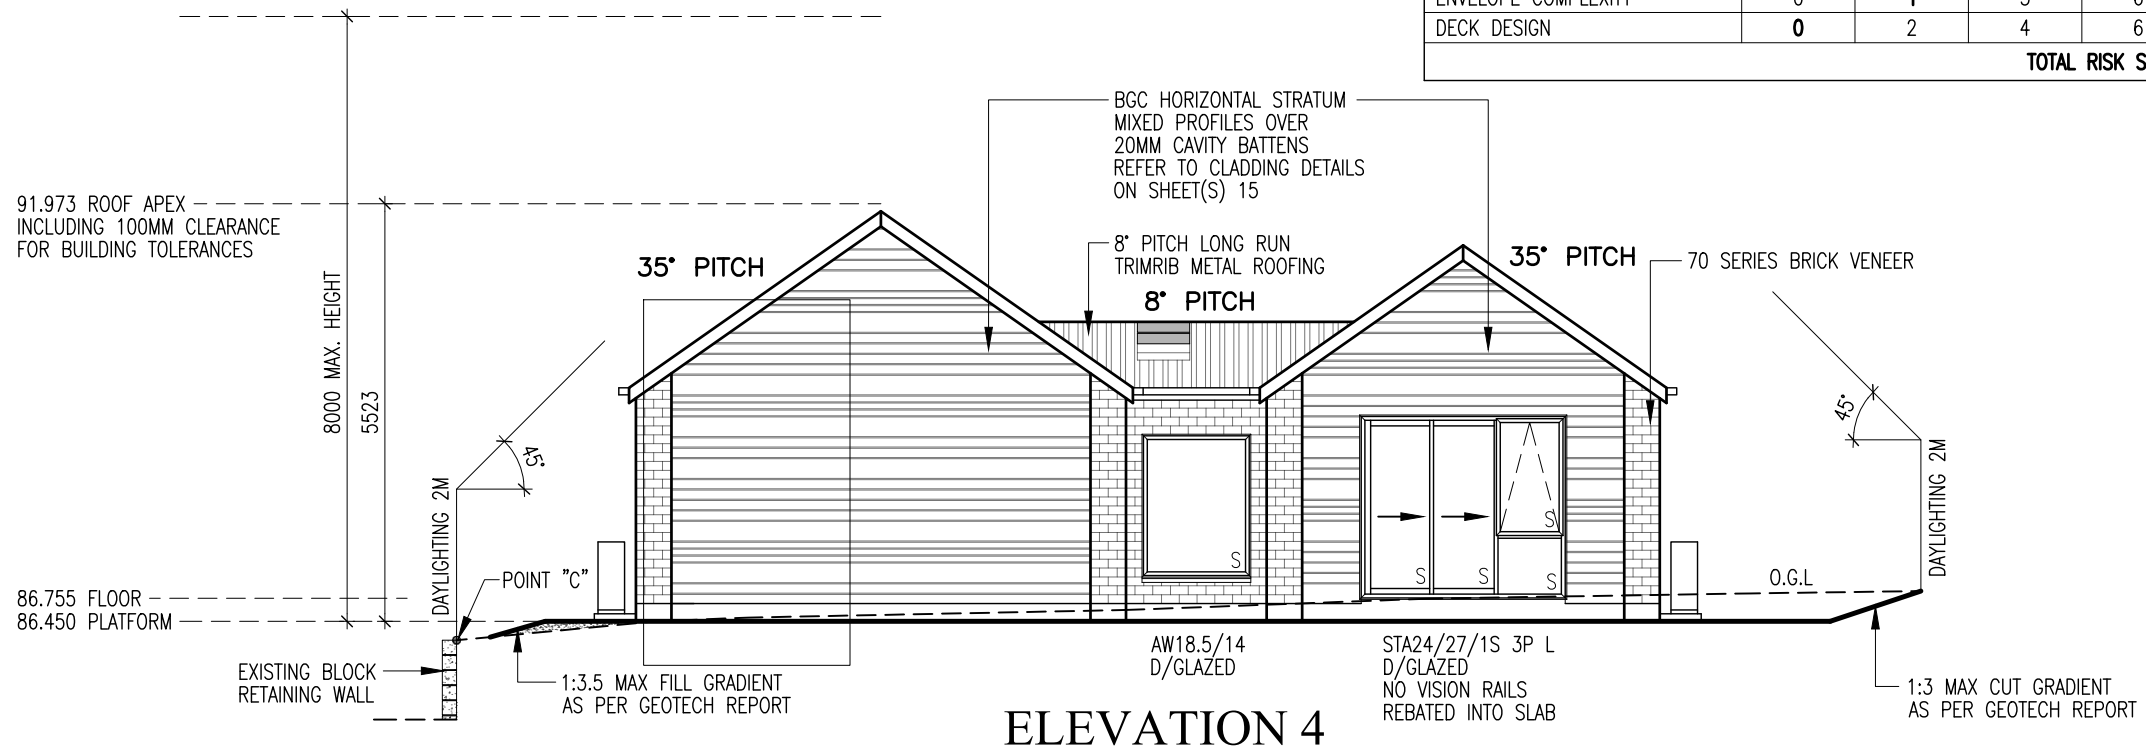 DECK DESIGN 0 2 4 6
TOTAL RISK S
BGC HORIZONTAL STRATUM
MIXED PROFILES OVER
20MM CAVITY BATTENS
REFER TO CLADDING DETAILS
ON SHEET(S) 15
91.973 ROOF APEX
INCLUDING 100MM CLEARANCE
FOR BUILDING TOLERANCES
8000 MAX. HEIGHT
5523
35° PITCH
8° PITCH LONG RUN
TRIMRIB METAL ROOFING
8° PITCH
35° PITCH
70 SERIES BRICK VENEER
45°
45°
DAYLIGHTING 2M
DAYLIGHTING 2M
S
S
S
S
S
O.G.L
POINT "C"
86.755 FLOOR
86.450 PLATFORM
EXISTING BLOCK
RETAINING WALL
1:3.5 MAX FILL GRADIENT
AS PER GEOTECH REPORT
AW18.5/14
D/GLAZED
STA24/27/1S 3P L
D/GLAZED
NO VISION RAILS
REBATED INTO SLAB
1:3 MAX CUT GRADIENT
AS PER GEOTECH REPORT
ELEVATION 4